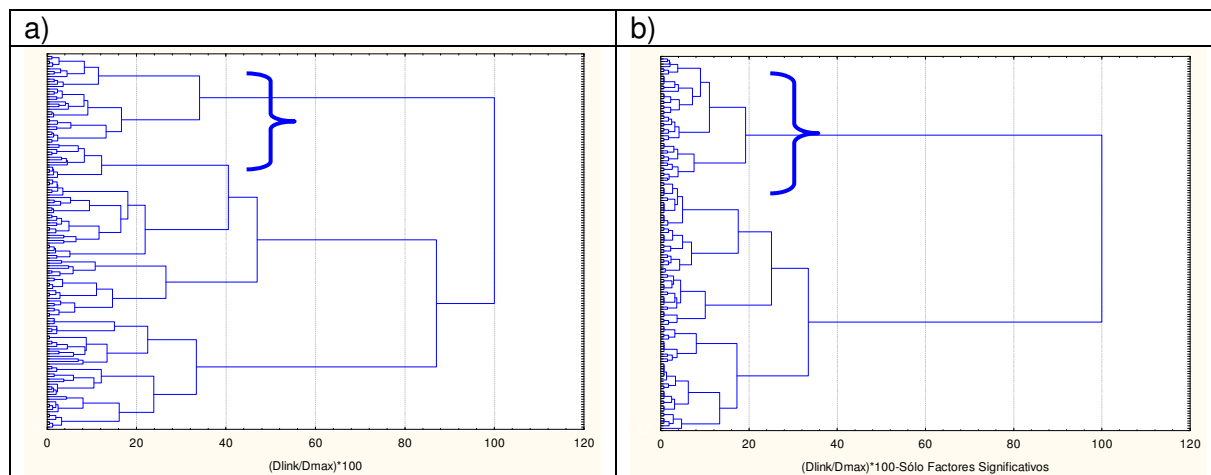 a)
b)
0 20 40 60 80 100 120
(Dlink/Dmax)*100
0 20 40 60 80 100 120
(Dlink/Dmax)*100-Sólo Factores Significativos